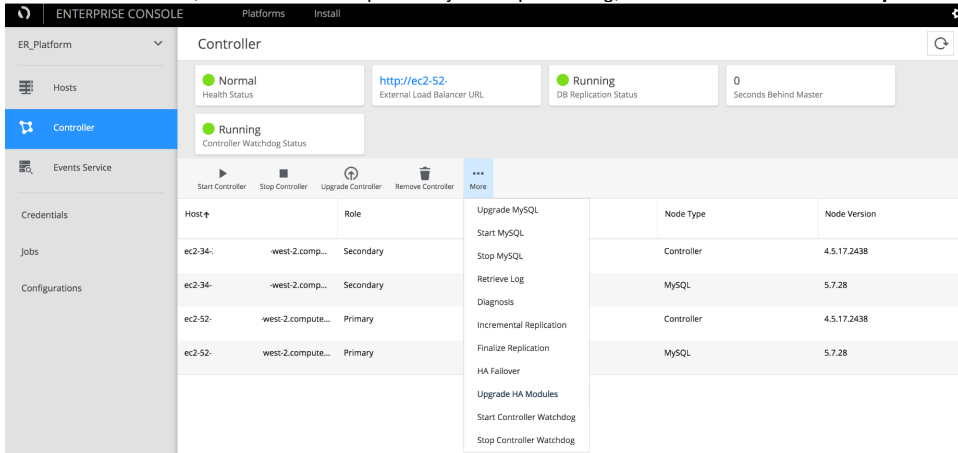 ENTERPRISE CONSOLE Platforms Install
ER_Platform
Hosts
Controller
Events Service
Credentials
Jobs
Configurations
Controller
Normal
Health Status
http://ec2-52-
External Load Balancer URL
Running
DB Replication Status
0
Seconds Behind Master
Running
Controller Watchdog Status
Start Controller Stop Controller Upgrade Controller Remove Controller More
Host Role Node Type Node Version
ec2-34-: -west-2.comp... Secondary Controller 4.5.17.2438
ec2-34- -west-2.comp... Secondary MySQL 5.7.28
ec2-52- -west-2.compute... Primary Controller 4.5.17.2438
ec2-52- west-2.compute... Primary MySQL 5.7.28
Upgrade MySQL
Start MySQL
Stop MySQL
Retrieve Log
Diagnosis
Incremental Replication
Finalize Replication
HA Failover
Upgrade HA Modules
Start Controller Watchdog
Stop Controller Watchdog